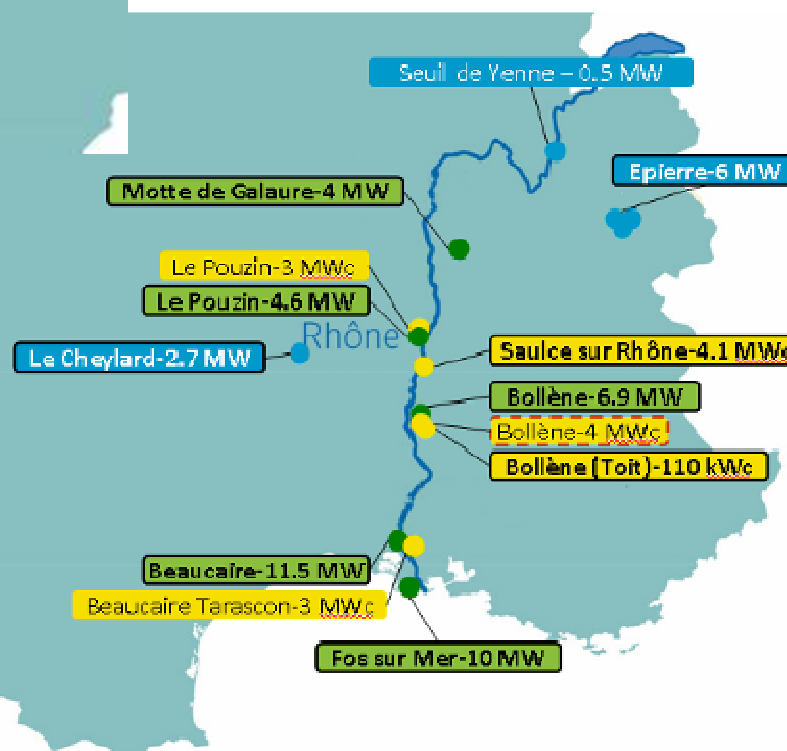 Seuil de Yenne – 0.5 MW
Epierre-6 MW
Motte de Galaure-4 MW
Le Pouzin-3 MWc
Le Pouzin-4.6 MW
Rhône
Le Cheylard-2.7 MW
Saulce sur Rhône-4.1 MWc
Bollène-6.9 MW
Bollène-4 MWc
Bollène (Toit)-110 kWc
Beaucaire-11.5 MW
Beaucaire Tarascon-3 MWc
Fos sur Mer-10 MW